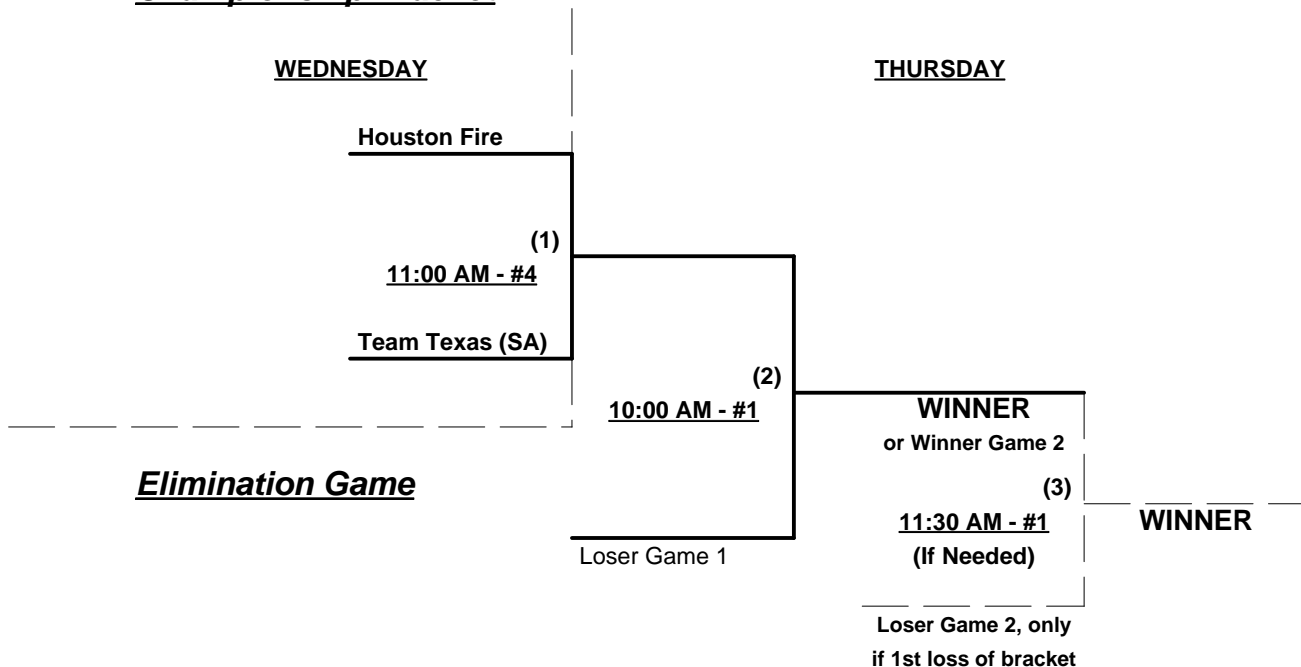 WEDNESDAY
THURSDAY
Houston Fire
(1)
11:00 AM - #4
Team Texas (SA)
(2)
10:00 AM - #1
WINNER
or Winner Game 2
Elimination Game
(3)
11:30 AM - #1
WINNER
(If Needed)
Loser Game 1
Loser Game 2, only
if 1st loss of bracket